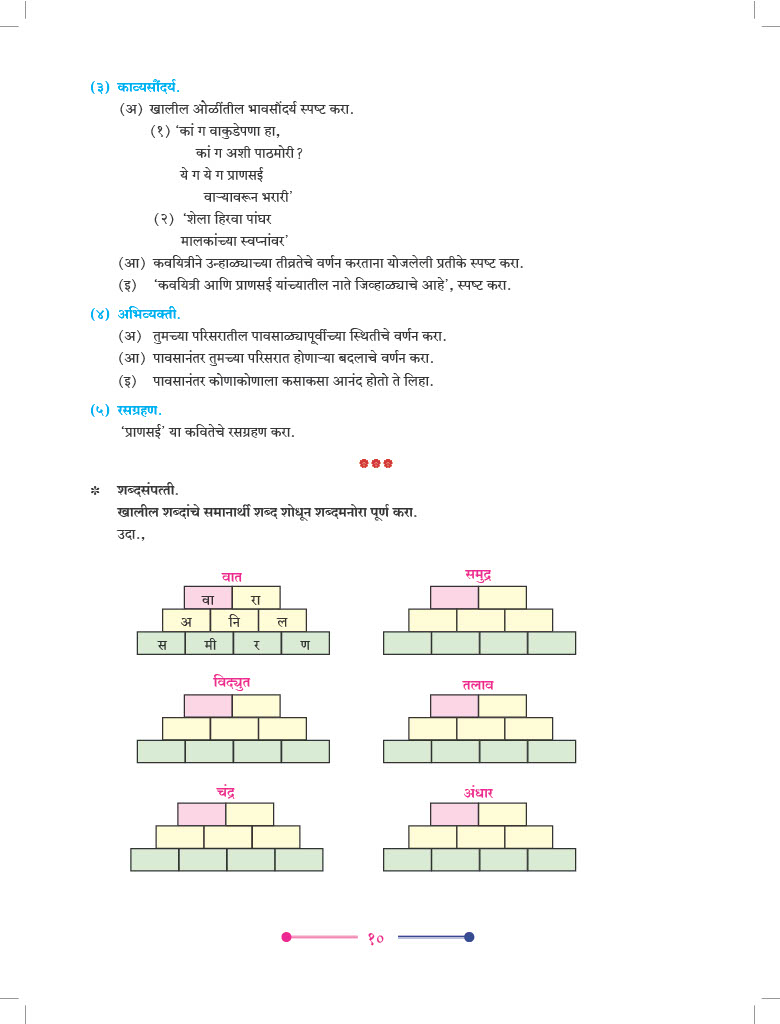 (३) काव्यसौंदर्य.
(अ) खालील ओळींतील भावसौंदर्य स्पष्ट करा.
(१) ‘कां ग वाकुडेपणा हा,
कां ग अशी पाठमोरी?
ये ग ये ग प्राणसई
वाऱ्यावरून भरारी’
(२) ‘शेला हिरवा पांघर
मालकांच्या स्वप्नांवर’
(आ) कवयित्रीने उन्हाळ्याच्या तीव्रतेचे वर्णन करताना योजलेली प्रतीके स्पष्ट करा.
(इ) ‘कवयित्री आणि प्राणसई यांच्यातील नाते जिव्हाळ्याचे आहे’, स्पष्ट करा.
(४) अभिव्यक्ती.
(अ) तुमच्या परिसरातील पावसाळ्यापूर्वीच्या स्थितीचे वर्णन करा.
(आ) पावसानंतर तुमच्या परिसरात होणाऱ्या बदलाचे वर्णन करा.
(इ) पावसानंतर कोणाकोणाला कसाकसा आनंद होतो ते लिहा.
(५) रसग्रहण.
‘प्राणसई’ या कवितेचे रसग्रहण करा.
* शब्दसंपत्ती.
खालील शब्दांचे समानार्थी शब्द शोधून शब्दमनोरा पूर्ण करा.
उदा.,
वात समुद्र
वा रा
अ नि ल
स मी र ण
विद्युत तलाव
चंद्र अंधार
१०